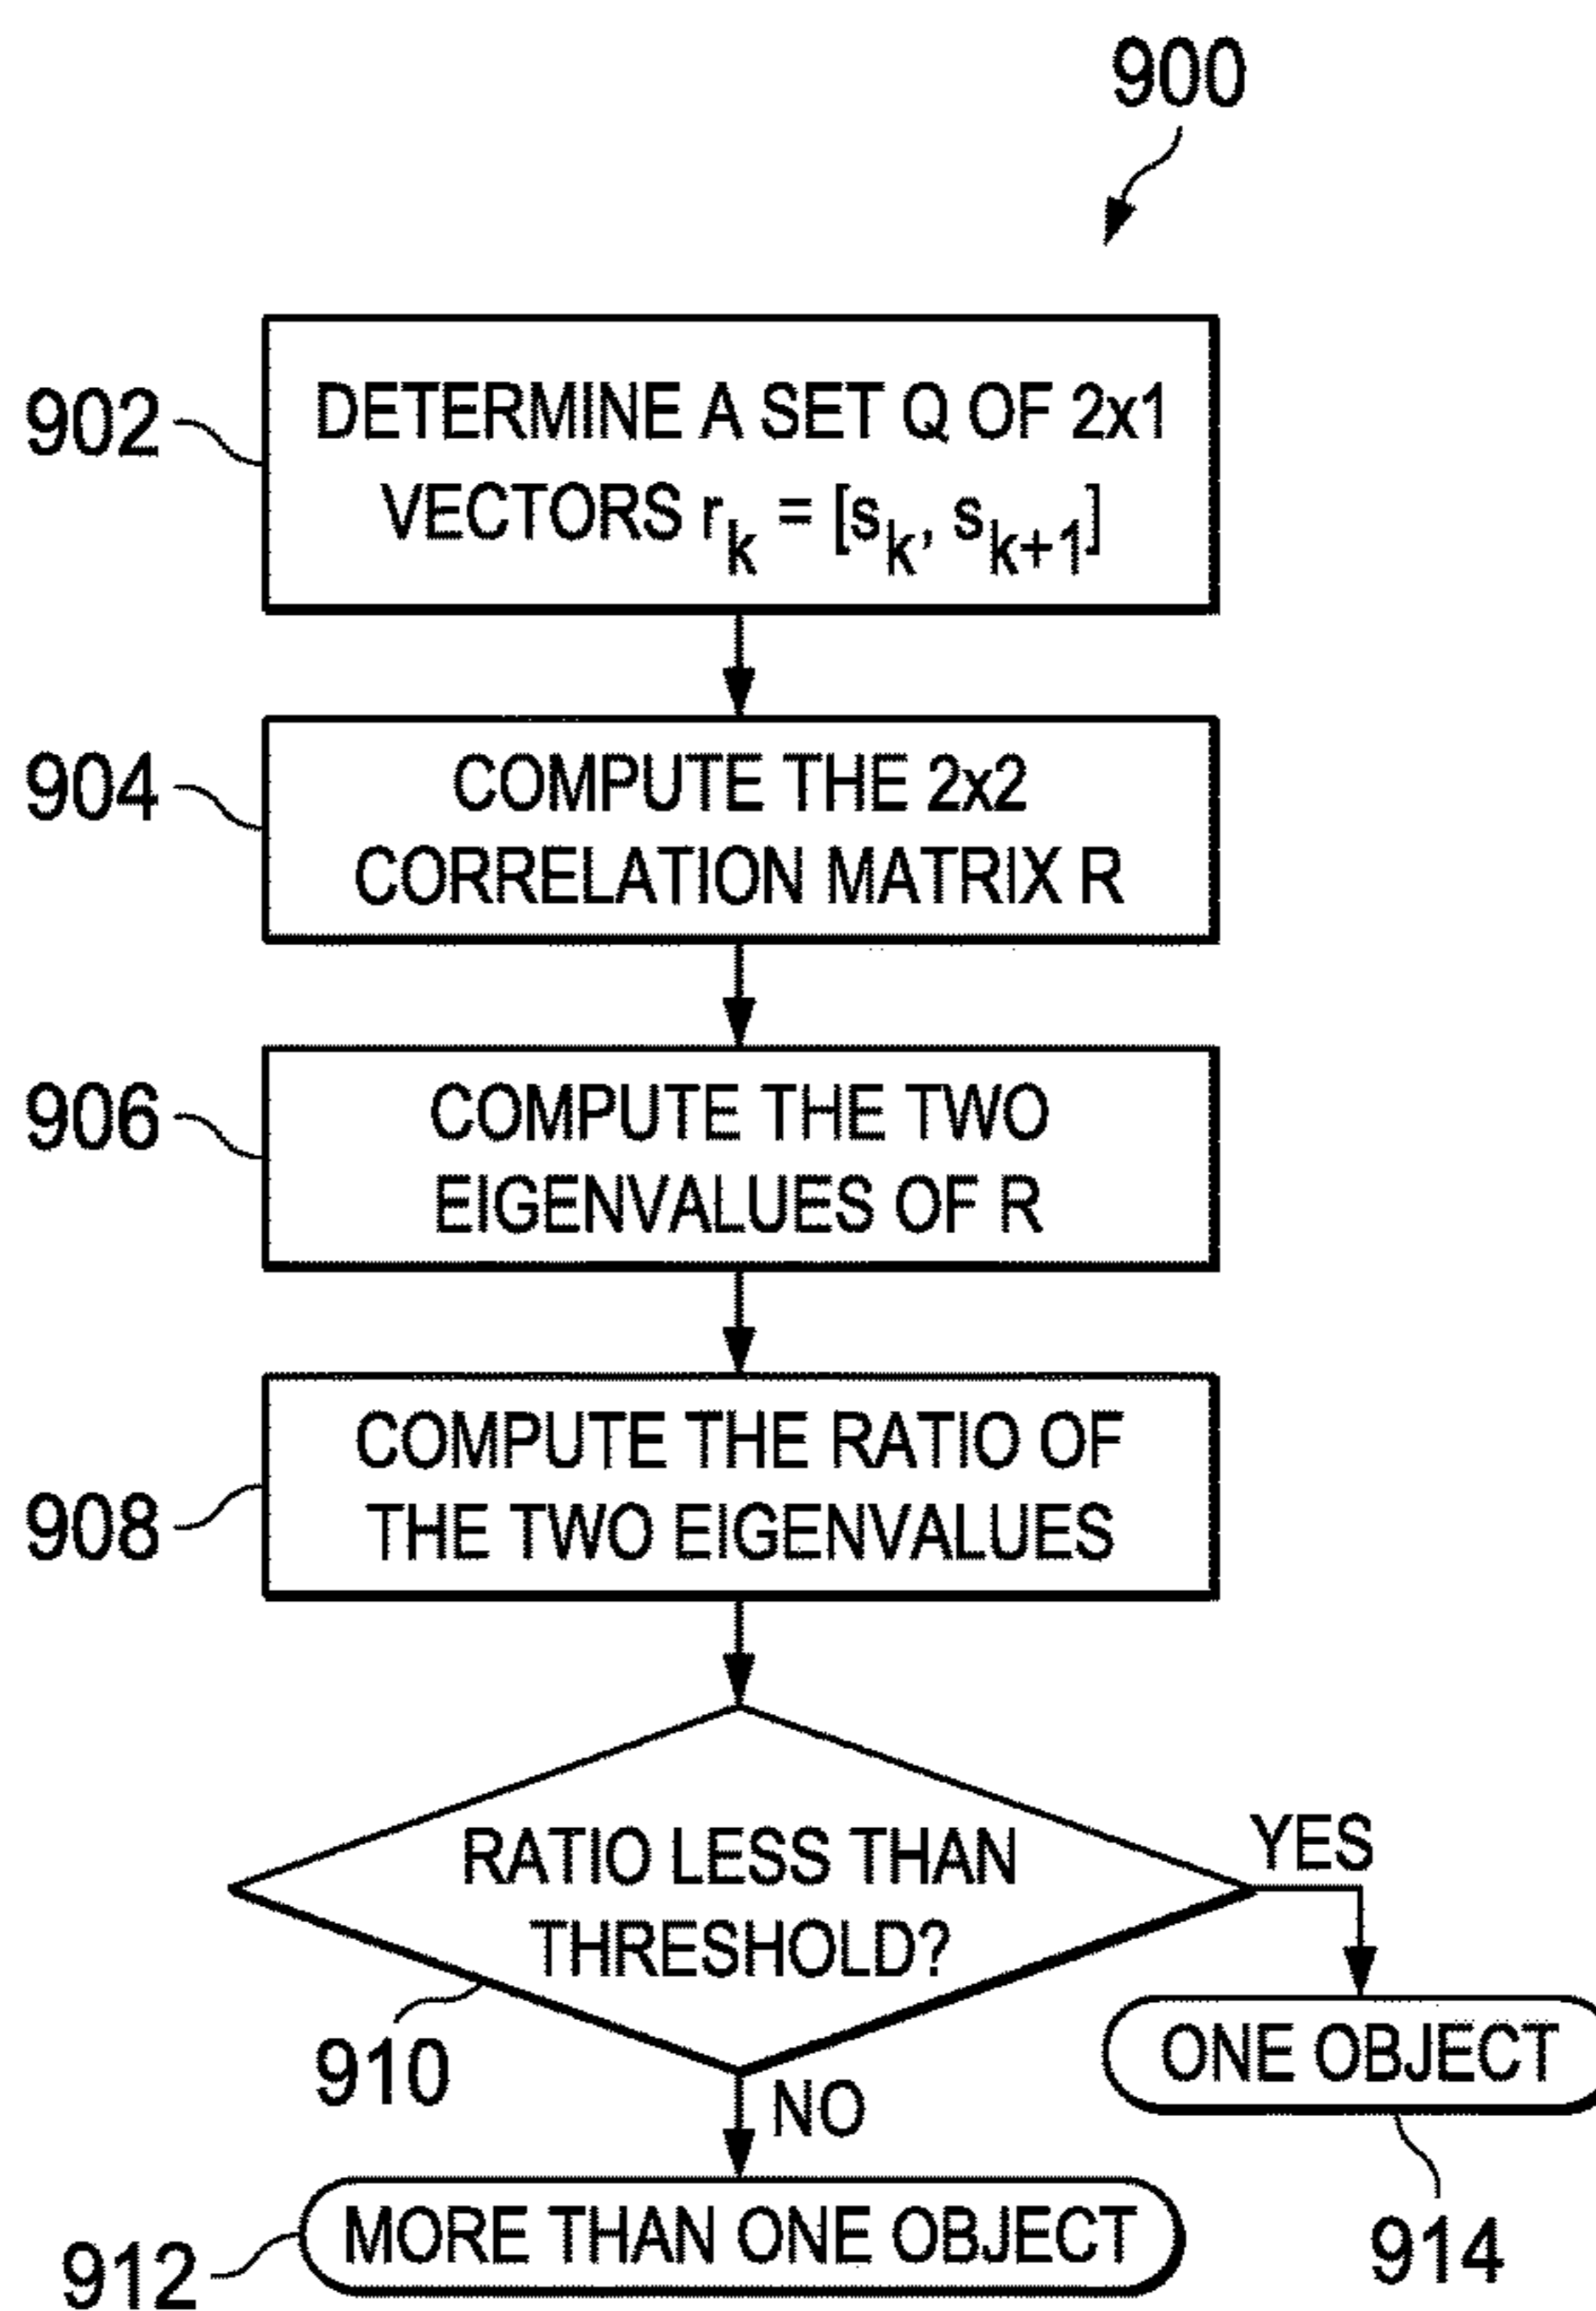 900
902
DETERMINE A SET Q OF 2x1
VECTORS r_k = [s_k, s_{k+1}]
904
COMPUTE THE 2x2
CORRELATION MATRIX R
906
COMPUTE THE TWO
EIGENVALUES OF R
908
COMPUTE THE RATIO OF
THE TWO EIGENVALUES
RATIO LESS THAN
THRESHOLD?
YES
910
NO
ONE OBJECT
914
912
MORE THAN ONE OBJECT